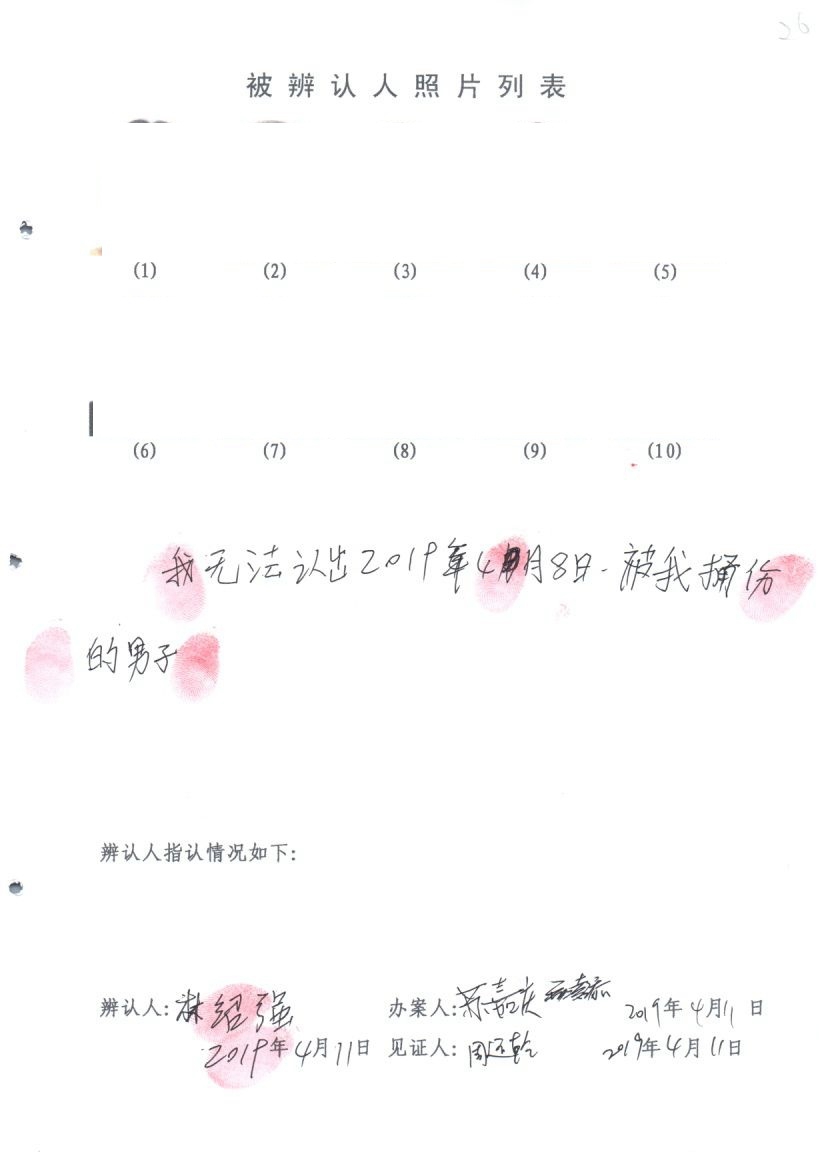 26
被辨认人照片列表
(1) (2) (3) (4) (5)
(6) (7) (8) (9) (10)
我无法认出2019年4月8日.被我捅伤
的男子
辨认人指认情况如下:
辨认人:林绍强 办案人: 2019年4月11日
2019年4月11日 见证人: 2019年4月11日